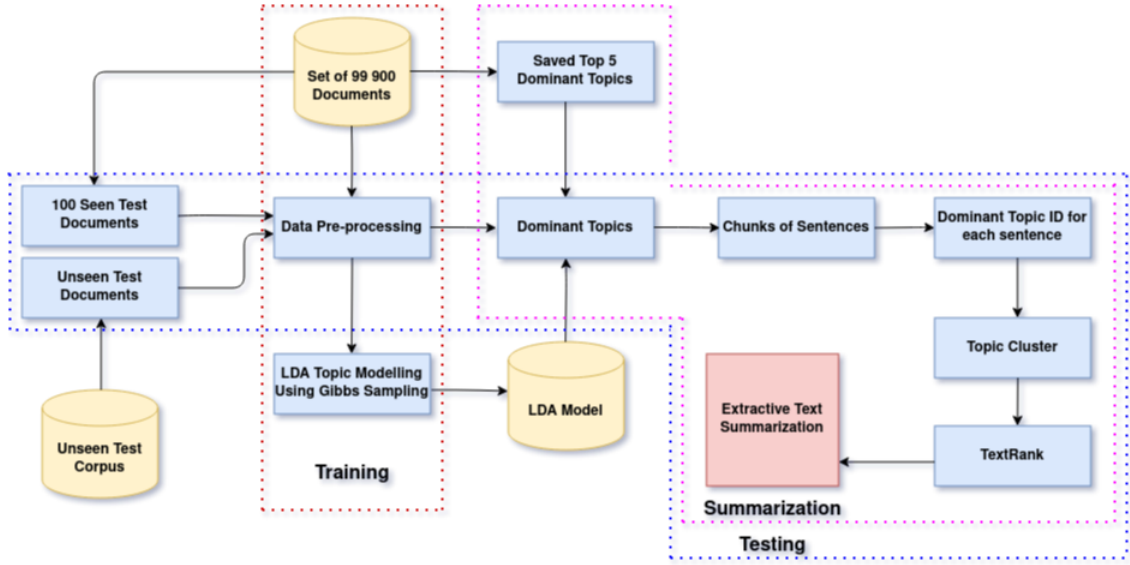 Set of 99 900
Documents
Saved Top 5
Dominant Topics
100 Seen Test
Documents
Data Pre-processing
Dominant Topics
Chunks of Sentences
Dominant Topic ID for
each sentence
Unseen Test
Documents
Topic Cluster
LDA Topic Modelling
Using Gibbs Sampling
LDA Model
Extractive Text
Summarization
Unseen Test
Corpus
TextRank
Training
Summarization
Testing